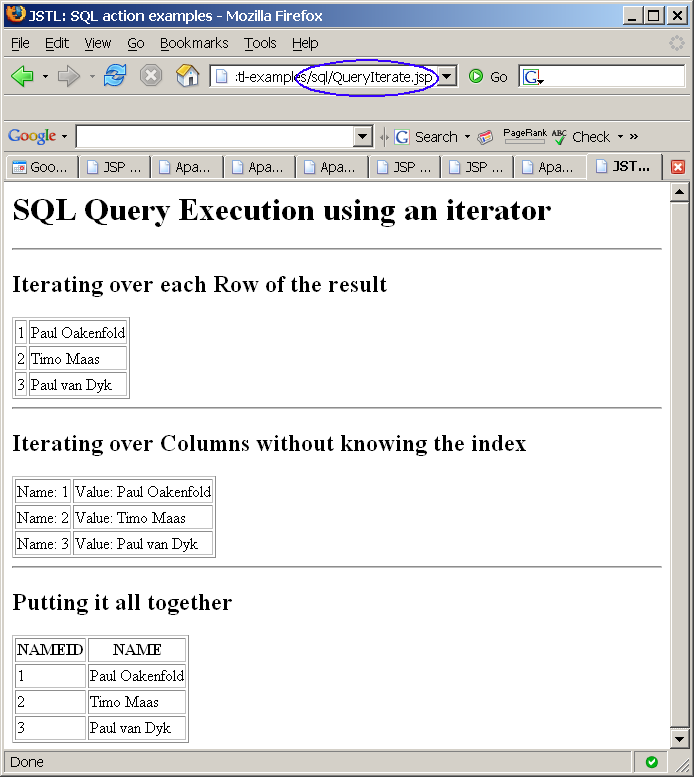 JSTL: SQL action examples - Mozilla Firefox
File Edit View Go Bookmarks Tools Help
:tl-examples/sql/QueryIterate.jsp Go G
Google G Search PageRank ABC Check »
Goo... JSP ... Apa... Apa... Apa... JSP ... JSP ... Apa... JST...
SQL Query Execution using an iterator
Iterating over each Row of the result
1 Paul Oakenfold
2 Timo Maas
3 Paul van Dyk
Iterating over Columns without knowing the index
Name: 1 Value: Paul Oakenfold
Name: 2 Value: Timo Maas
Name: 3 Value: Paul van Dyk
Putting it all together
NAMEID NAME
1 Paul Oakenfold
2 Timo Maas
3 Paul van Dyk
Done